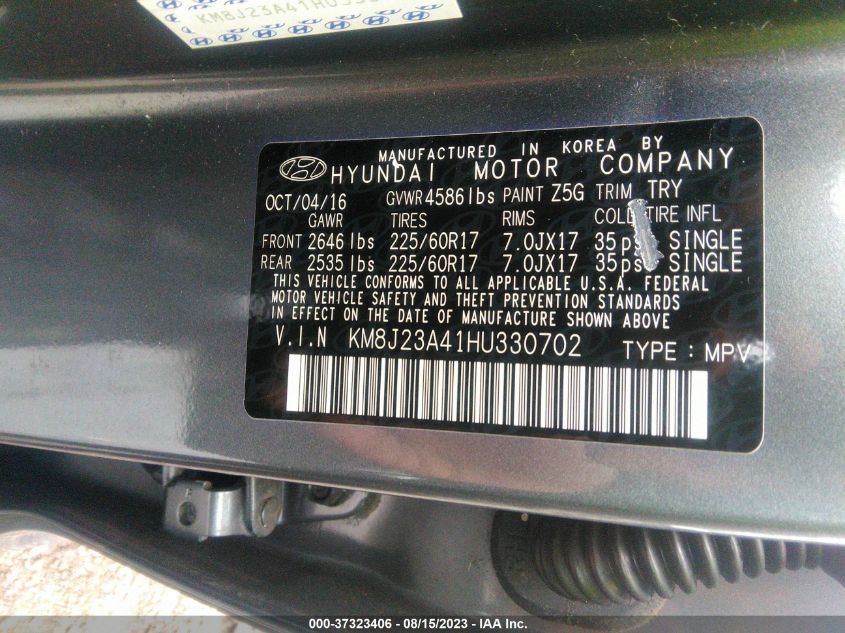 KM8J23A41HU33
MANUFACTURED IN KOREA BY
HYUNDAI MOTOR COMPANY
OCT/04/16 GVWR 4586lbs PAINT Z5G TRIM TRY
GAWR TIRES RIMS COLD TIRE INFL
FRONT 2646 lbs 225/60R17 7.0JX17 35psi SINGLE
REAR 2535 lbs 225/60R17 7.0JX17 35psi SINGLE
THIS VEHICLE CONFORMS TO ALL APPLICABLE U.S.A. FEDERAL
MOTOR VEHICLE SAFETY AND THEFT PREVENTION STANDARDS
IN EFFECT ON THE DATE OF MANUFACTURE SHOWN ABOVE
V.I.N KM8J23A41HU330702 TYPE : MPV
000-37323406 - 08/15/2023 - IAA Inc.